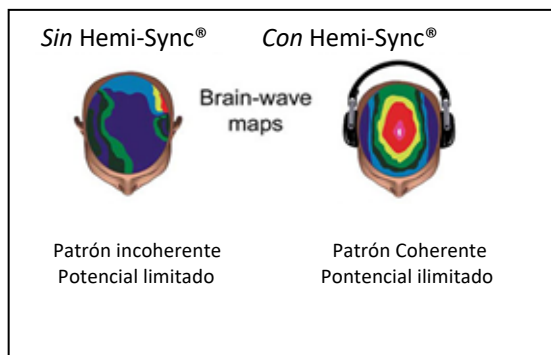 Sin Hemi-Sync®
Con Hemi-Sync®
Brain-wave
maps
Patrón incoherente
Potencial limitado
Patrón Coherente
Pontencial ilimitado